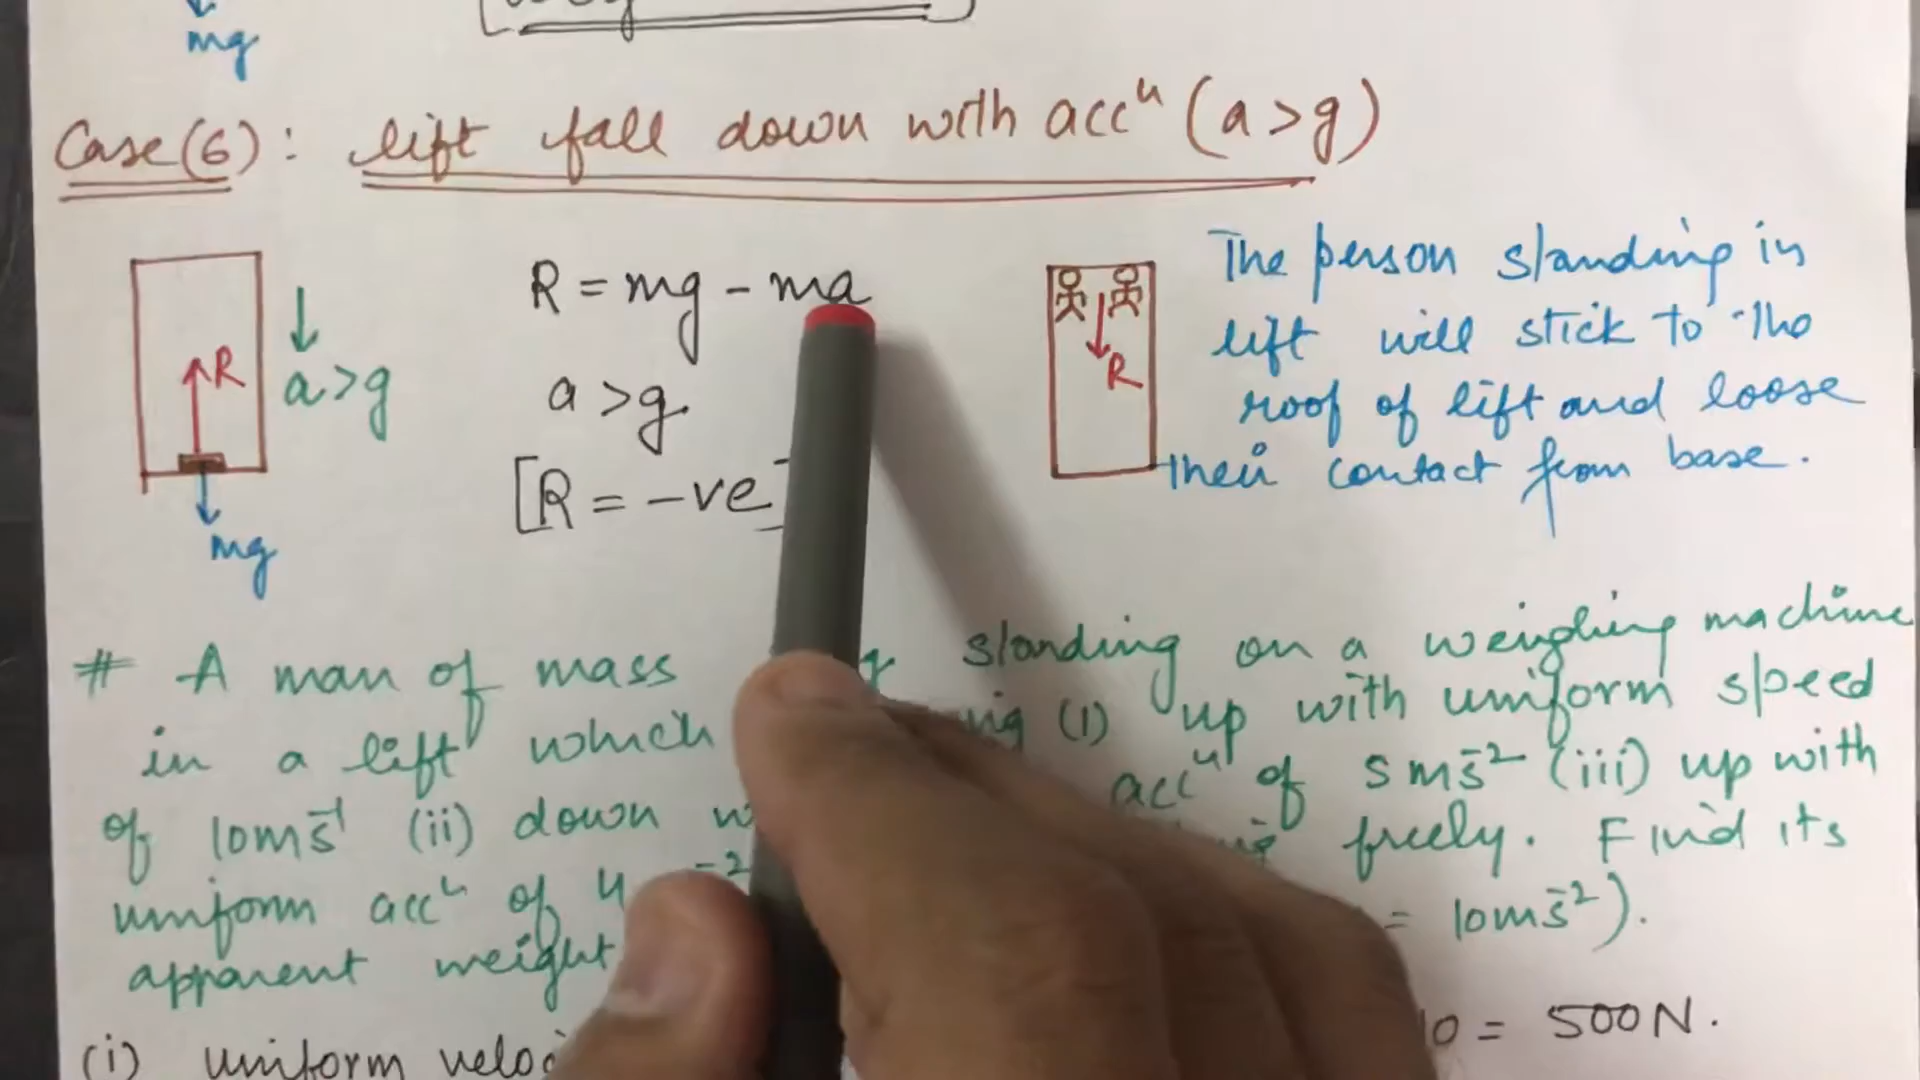 mg
Case(6): lift fall down with accⁿ (a>g)
R
a>g
mg
R = mg - ma
a >g.
[R = -ve]
R
The person standing in
lift will stick to the
roof of lift and loose
their contact from base.
# A man of mass standing on a weighing machine
in a lift which (1) up with uniform speed
of 10ms⁻¹ (ii) down accⁿ of 5ms⁻² (iii) up with
uniform accⁿ of 4 ⁻² freely. Find its
apparent weight = 10ms⁻²).
(i) uniform = 500N.